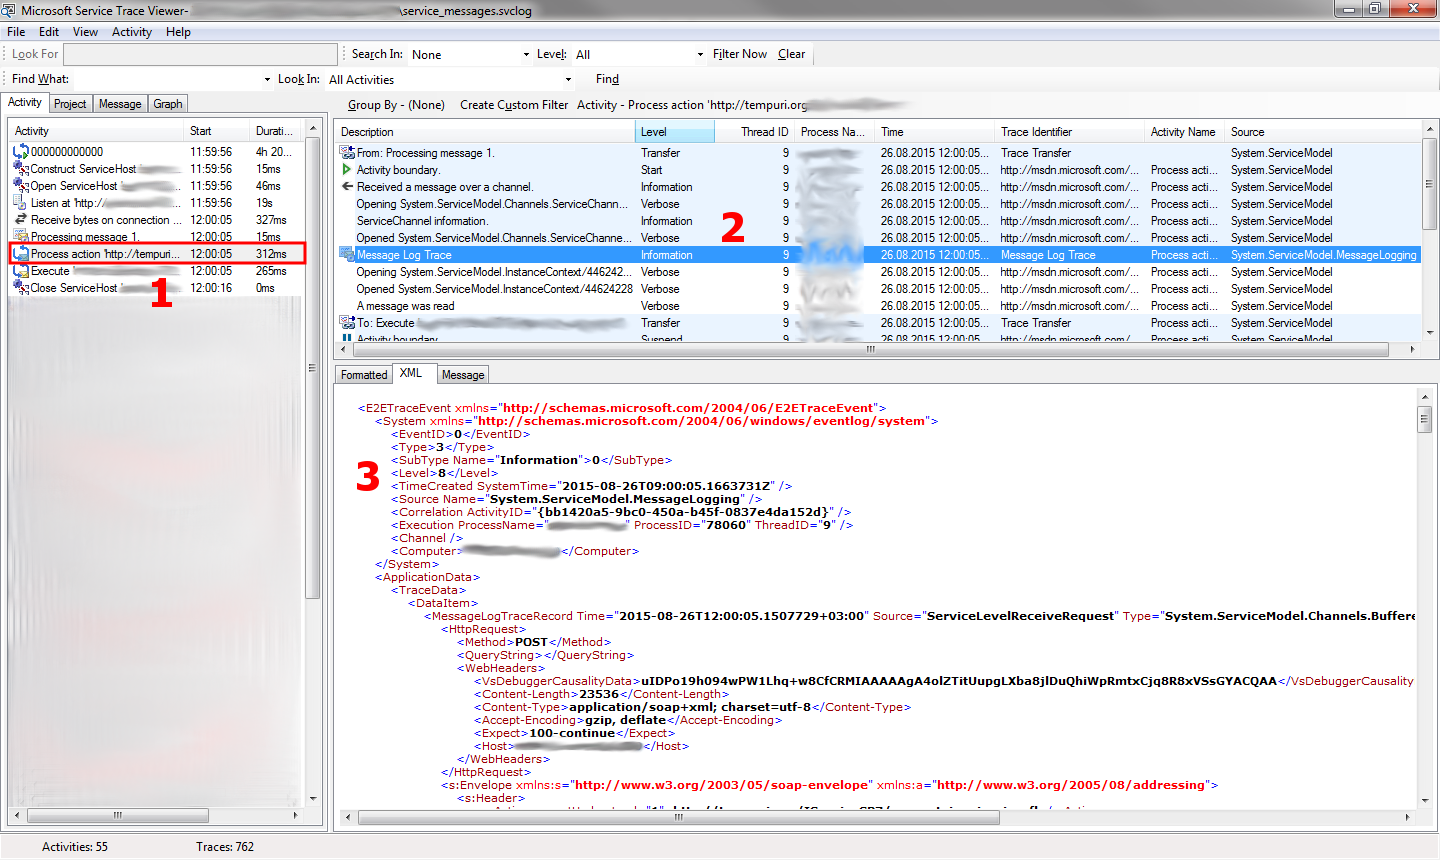 Microsoft Service Trace Viewer- \service_messages.svclog
File Edit View Activity Help
Look For Search In: None Level: All Filter Now Clear
Find What: Look In: All Activities Find
Activity Project Message Graph
Activity Start Durati...
000000000000 11:59:56 4h 20...
Construct ServiceHost ' 11:59:56 15ms
Open ServiceHost ' 11:59:56 46ms
Listen at 'http:// 11:59:56 19s
Receive bytes on connection ... 12:00:05 327ms
Processing message 1. 12:00:05 15ms
Process action 'http://tempuri... 12:00:05 312ms
Execute ' 12:00:05 265ms
Close ServiceHost ' 12:00:16 0ms
1
Group By - (None) Create Custom Filter Activity - Process action 'http://tempuri.org
Description Level Thread ID Process Na... Time Trace Identifier Activity Name Source
From: Processing message 1. Transfer 9 26.08.2015 12:00:05... Trace Transfer System.ServiceModel
Activity boundary. Start 9 26.08.2015 12:00:05... http://msdn.microsoft.com/... Process acti... System.ServiceModel
Received a message over a channel. Information 9 26.08.2015 12:00:05... http://msdn.microsoft.com/... Process acti... System.ServiceModel
Opening System.ServiceModel.Channels.ServiceChann... Verbose 9 26.08.2015 12:00:05... http://msdn.microsoft.com/... Process acti... System.ServiceModel
ServiceChannel information. Information 9 26.08.2015 12:00:05... http://msdn.microsoft.com/... Process acti... System.ServiceModel
Opened System.ServiceModel.Channels.ServiceChanne... Verbose 9 26.08.2015 12:00:05... http://msdn.microsoft.com/... Process acti... System.ServiceModel
2
Message Log Trace Information 9 26.08.2015 12:00:05... Message Log Trace Process acti... System.ServiceModel.MessageLogging
Opening System.ServiceModel.InstanceContext/446242... Verbose 9 26.08.2015 12:00:05... http://msdn.microsoft.com/... Process acti... System.ServiceModel
Opened System.ServiceModel.InstanceContext/44624228 Verbose 9 26.08.2015 12:00:05... http://msdn.microsoft.com/... Process acti... System.ServiceModel
A message was read Verbose 9 26.08.2015 12:00:05... http://msdn.microsoft.com/... Process acti... System.ServiceModel
To: Execute Transfer 9 26.08.2015 12:00:05... Trace Transfer Process acti... System.ServiceModel
Activity boundary. Suspend 9 26.08.2015 12:00:05... http://msdn.microsoft.com/... Process acti... System.ServiceModel
Formatted XML Message
<E2ETraceEvent xmlns="http://schemas.microsoft.com/2004/06/E2ETraceEvent">
<System xmlns="http://schemas.microsoft.com/2004/06/windows/eventlog/system">
<EventID>0</EventID>
<Type>3</Type>
<SubType Name="Information">0</SubType>
<Level>8</Level>
3
<TimeCreated SystemTime="2015-08-26T09:00:05.1663731Z" />
<Source Name="System.ServiceModel.MessageLogging" />
<Correlation ActivityID="{bb1420a5-9bc0-450a-b45f-0837e4da152d}" />
<Execution ProcessName=" " ProcessID="78060" ThreadID="9" />
<Channel />
<Computer> </Computer>
</System>
<ApplicationData>
<TraceData>
<DataItem>
<MessageLogTraceRecord Time="2015-08-26T12:00:05.1507729+03:00" Source="ServiceLevelReceiveRequest" Type="System.ServiceModel.Channels.Buffere
<HttpRequest>
<Method>POST</Method>
<QueryString></QueryString>
<WebHeaders>
<VsDebuggerCausalityData>uIDPo19h094wPW1Lhq+w8CfCRMIAAAAAgA4olZTitUupgLXba8jlDuQhiWpRmtxCjq8R8xVSsGYACQAA</VsDebuggerCausality
<Content-Length>23536</Content-Length>
<Content-Type>application/soap+xml; charset=utf-8</Content-Type>
<Accept-Encoding>gzip, deflate</Accept-Encoding>
<Expect>100-continue</Expect>
<Host> </Host>
</WebHeaders>
</HttpRequest>
<s:Envelope xmlns:s="http://www.w3.org/2003/05/soap-envelope" xmlns:a="http://www.w3.org/2005/08/addressing">
<s:Header>
Activities: 55 Traces: 762